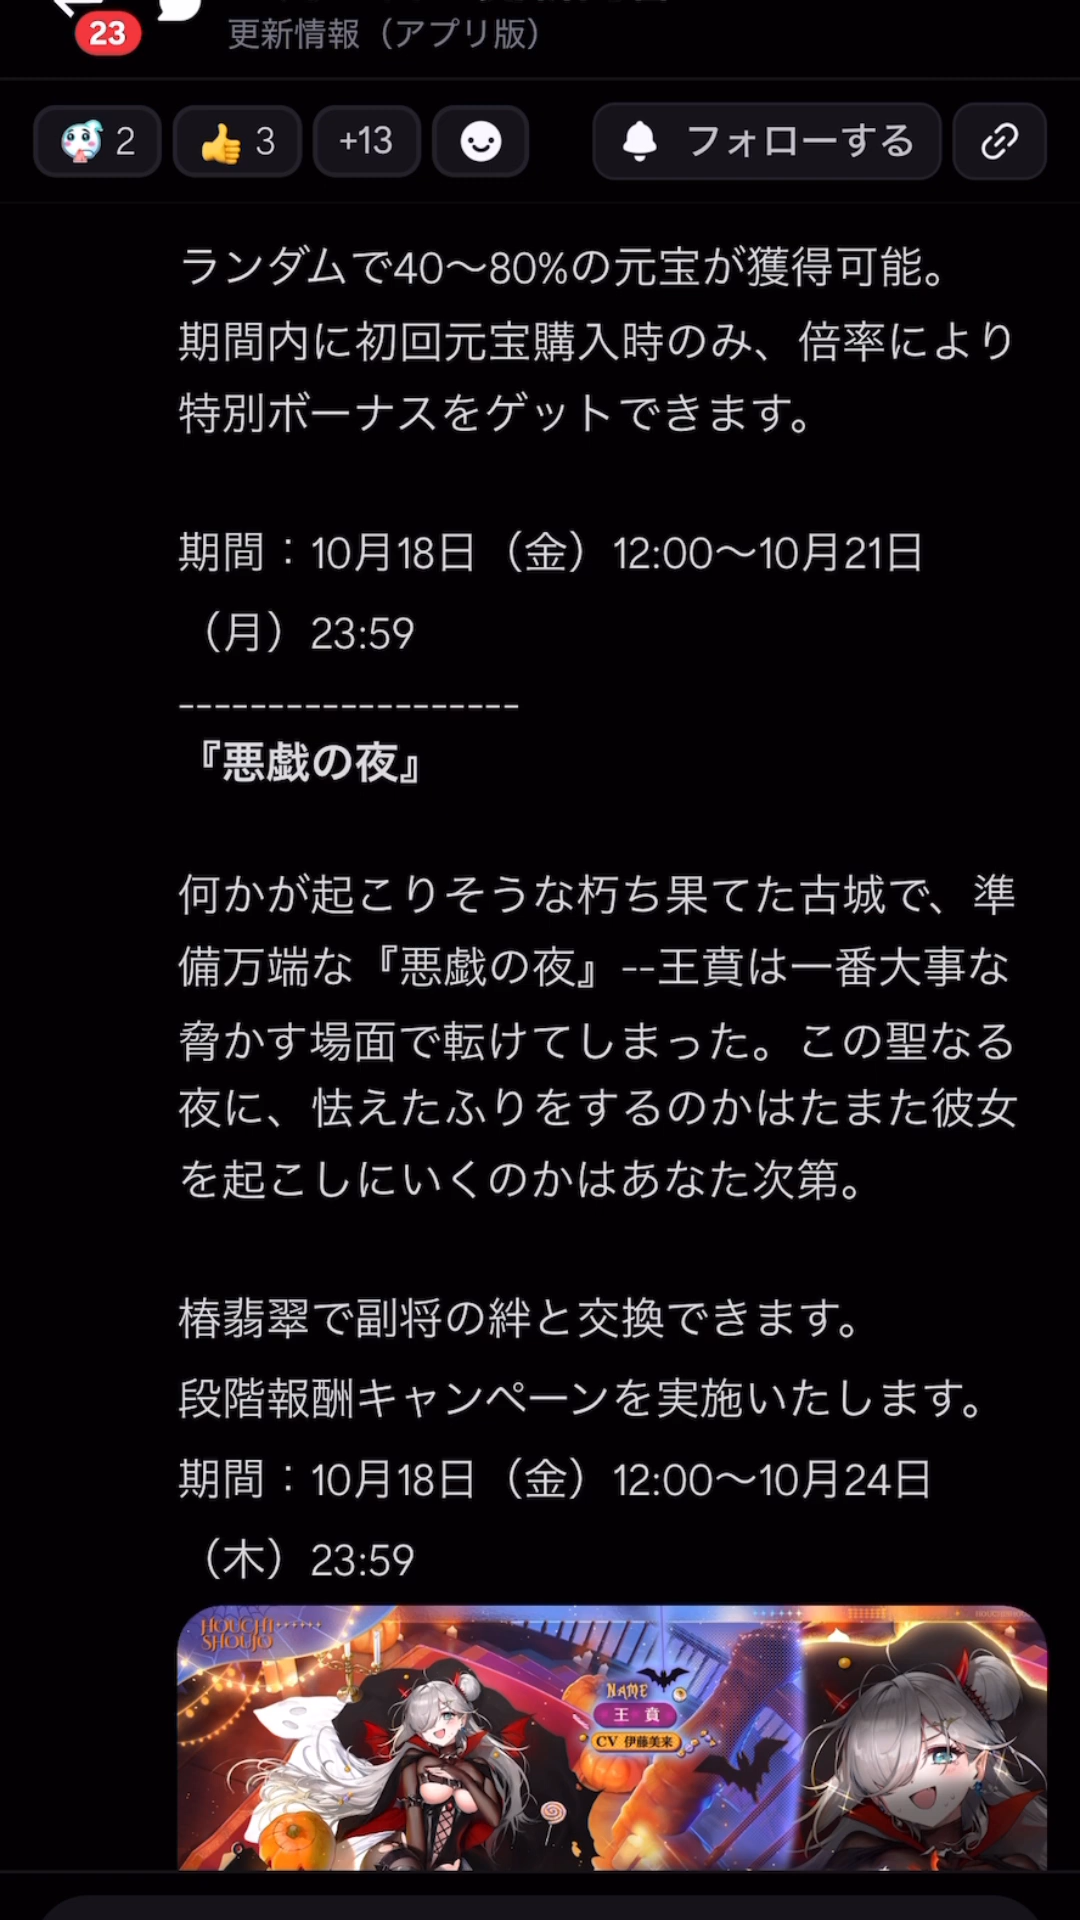 23
更新情報（アプリ版）
2
3
+13
フォローする
ランダムで40〜80%の元宝が獲得可能。
期間内に初回元宝購入時のみ、倍率により
特別ボーナスをゲットできます。
期間：10月18日（金）12:00〜10月21日
（月）23:59
-------------------
『悪戯の夜』
何かが起こりそうな朽ち果てた古城で、準
備万端な『悪戯の夜』--王賁は一番大事な
脅かす場面で転けてしまった。この聖なる
夜に、怯えたふりをするのかはたまた彼女
を起こしにいくのかはあなた次第。
椿翡翠で副将の絆と交換できます。
段階報酬キャンペーンを実施いたします。
期間：10月18日（金）12:00〜10月24日
（木）23:59
HOUCHI
SHOUJO
NAME
王 賁
CV 伊藤美来